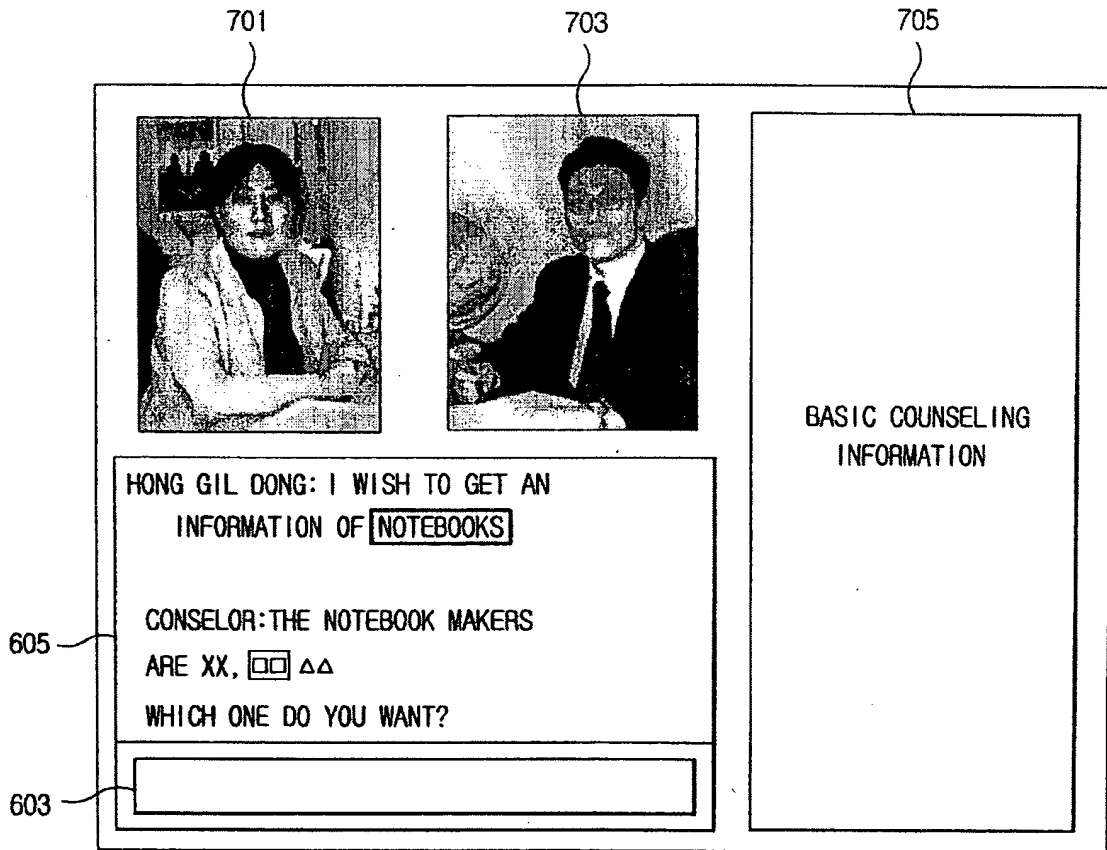 701
703
705
BASIC COUNSELING
INFORMATION
HONG GIL DONG: I WISH TO GET AN
INFORMATION OF NOTEBOOKS
CONSELOR:THE NOTEBOOK MAKERS
ARE XX, □□ △△
WHICH ONE DO YOU WANT?
605
603